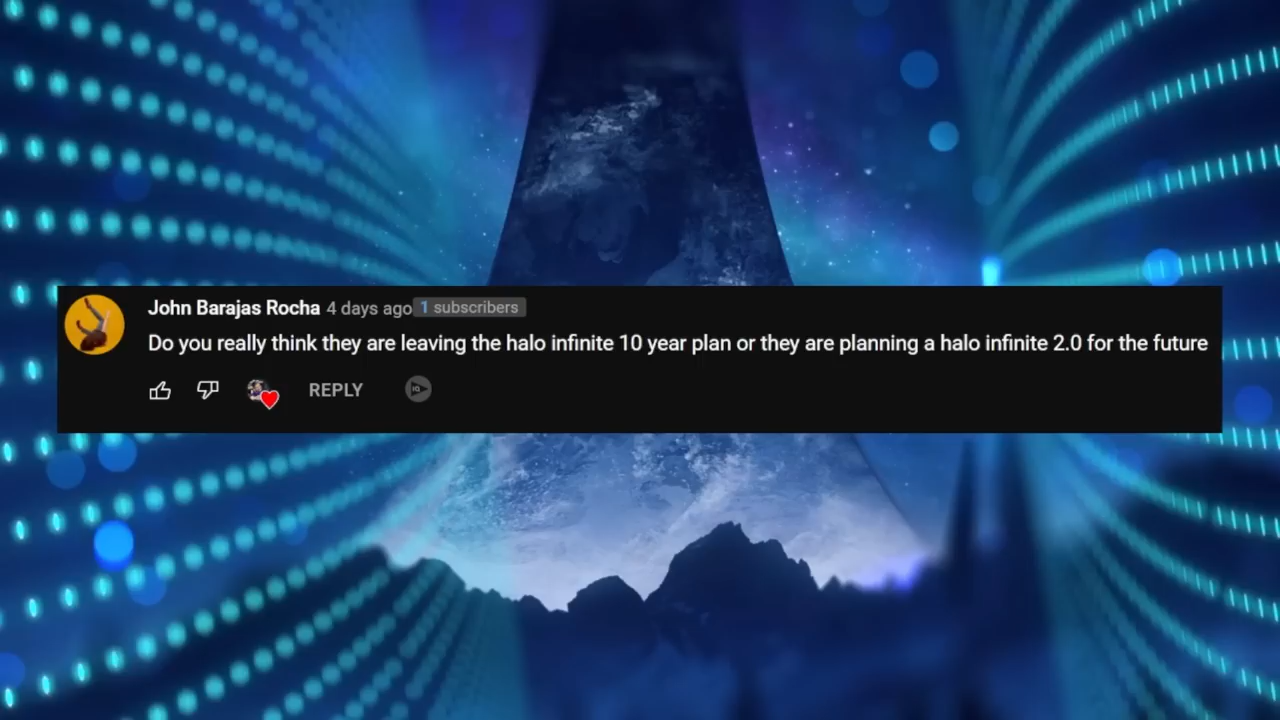 John Barajas Rocha 4 days ago 1 subscribers
Do you really think they are leaving the halo infinite 10 year plan or they are planning a halo infinite 2.0 for the future
REPLY
IQ